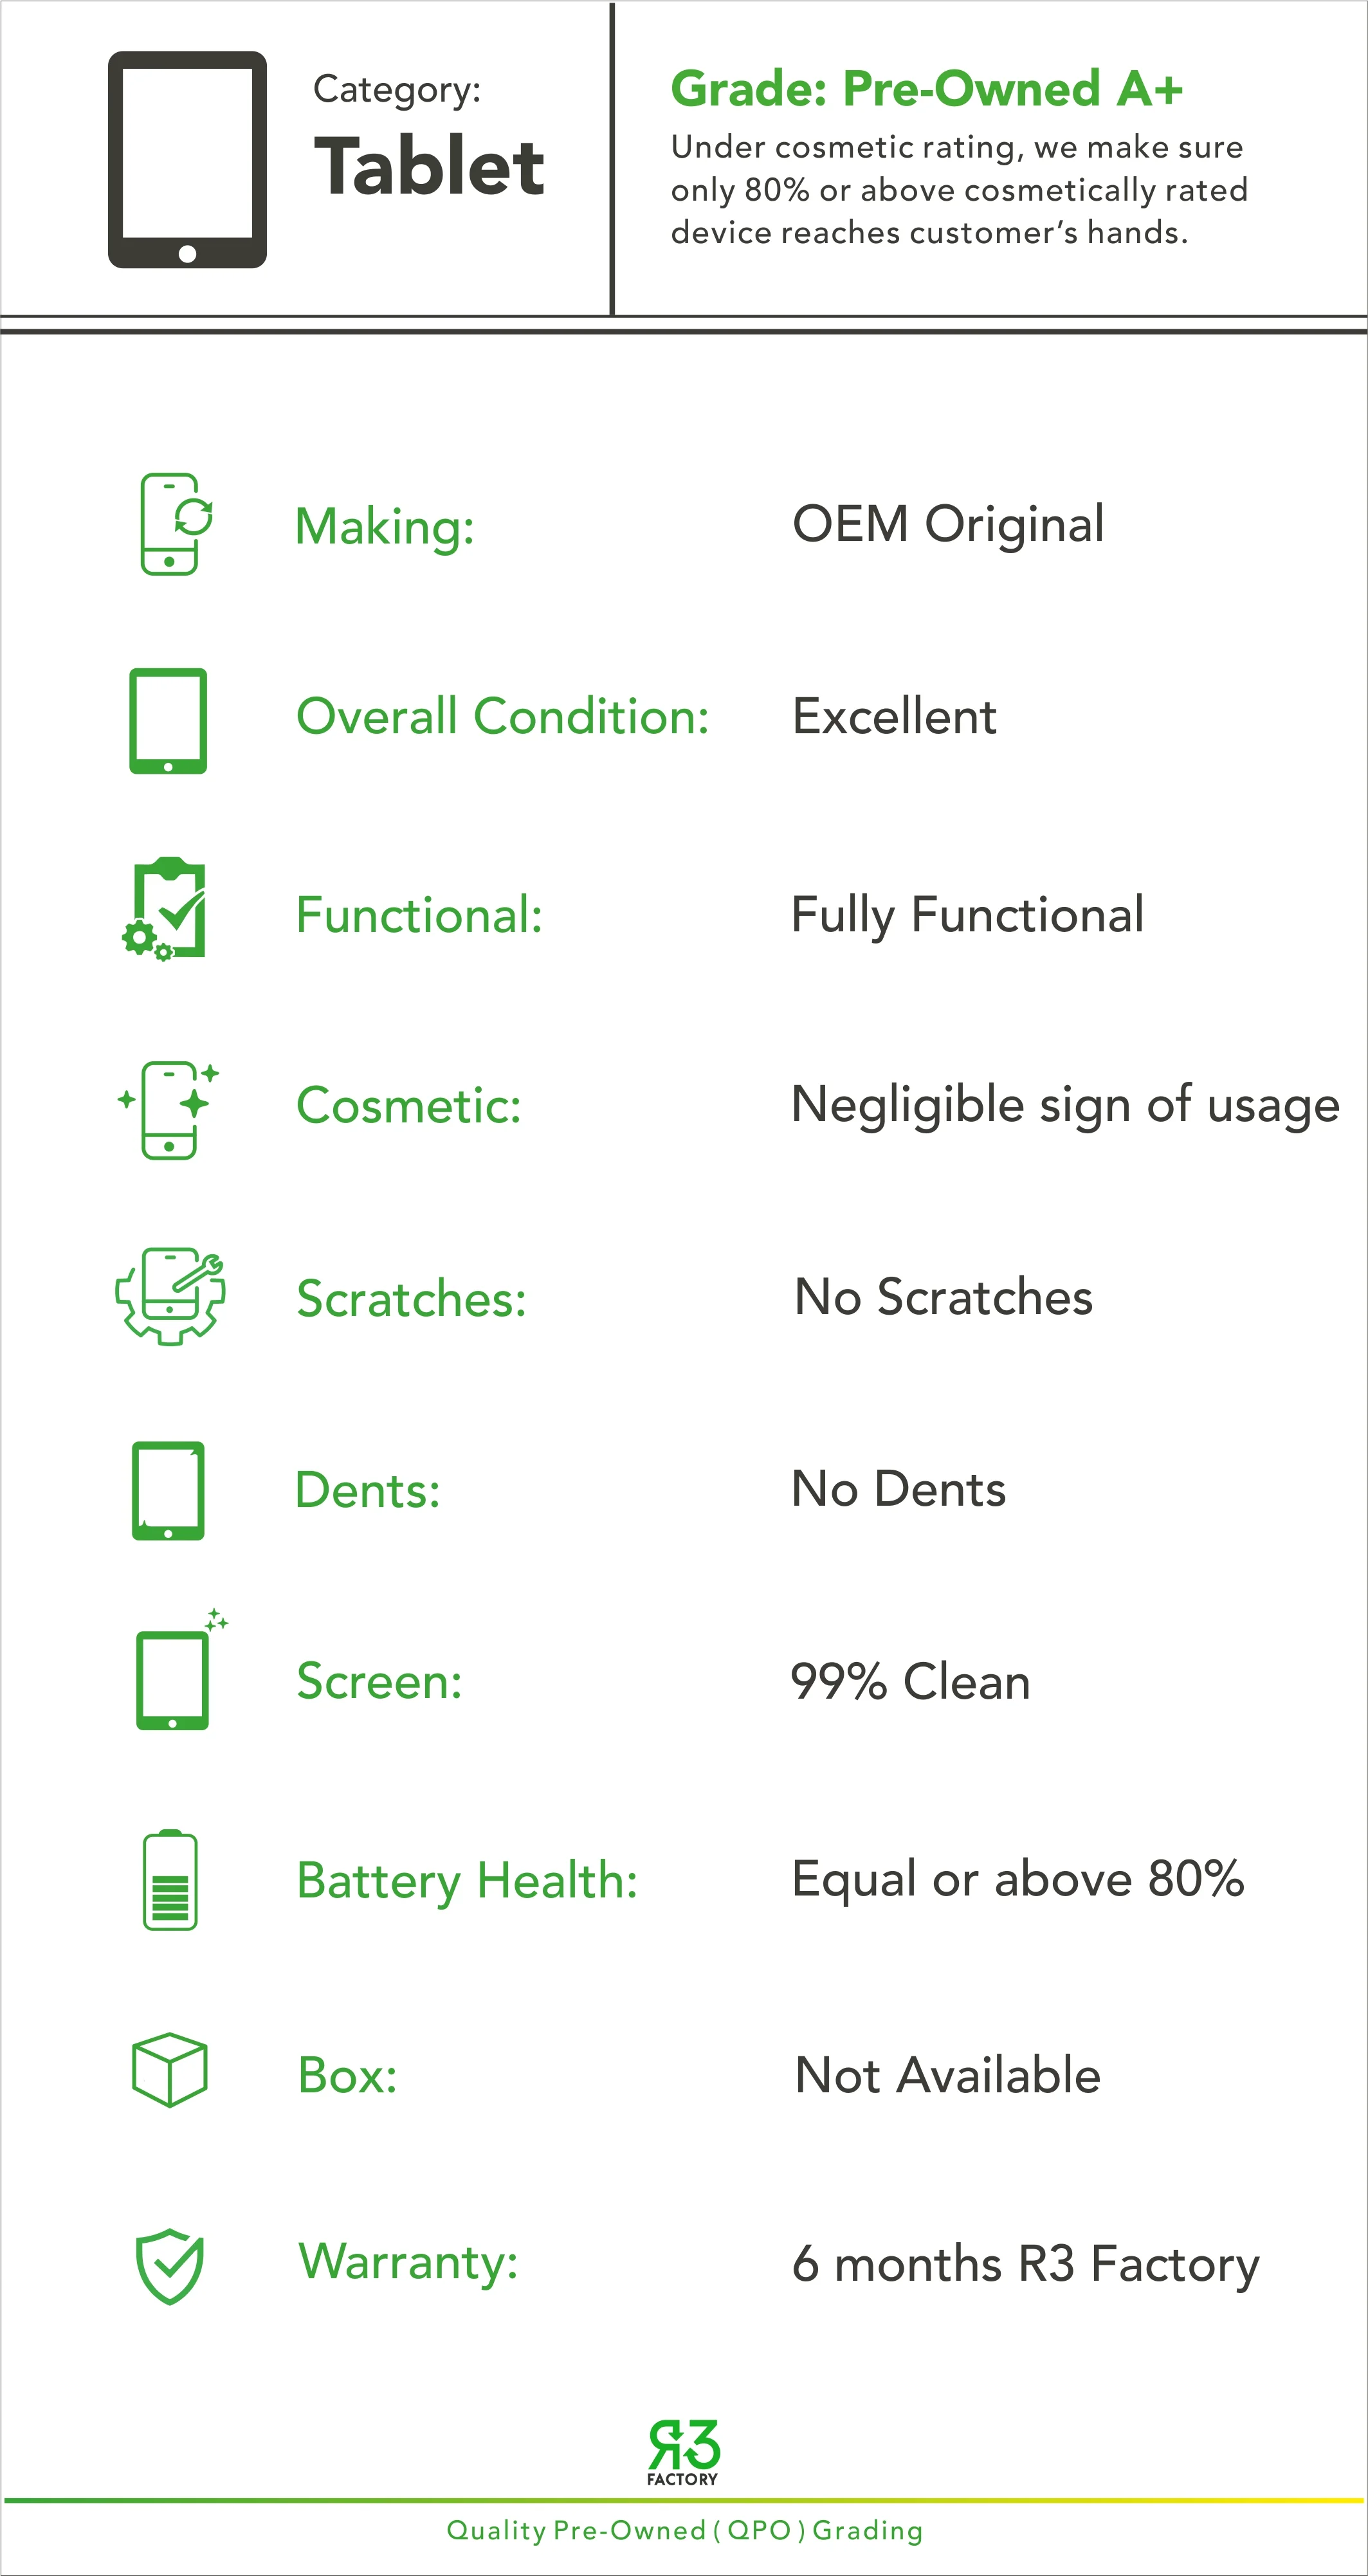 Category:
Tablet
Grade: Pre-Owned A+
Under cosmetic rating, we make sure
only 80% or above cosmetically rated
device reaches customer’s hands.
Making: OEM Original
Overall Condition: Excellent
Functional: Fully Functional
Cosmetic: Negligible sign of usage
Scratches: No Scratches
Dents: No Dents
Screen: 99% Clean
Battery Health: Equal or above 80%
Box: Not Available
Warranty: 6 months R3 Factory
R3
FACTORY
Quality Pre-Owned ( QPO ) Grading